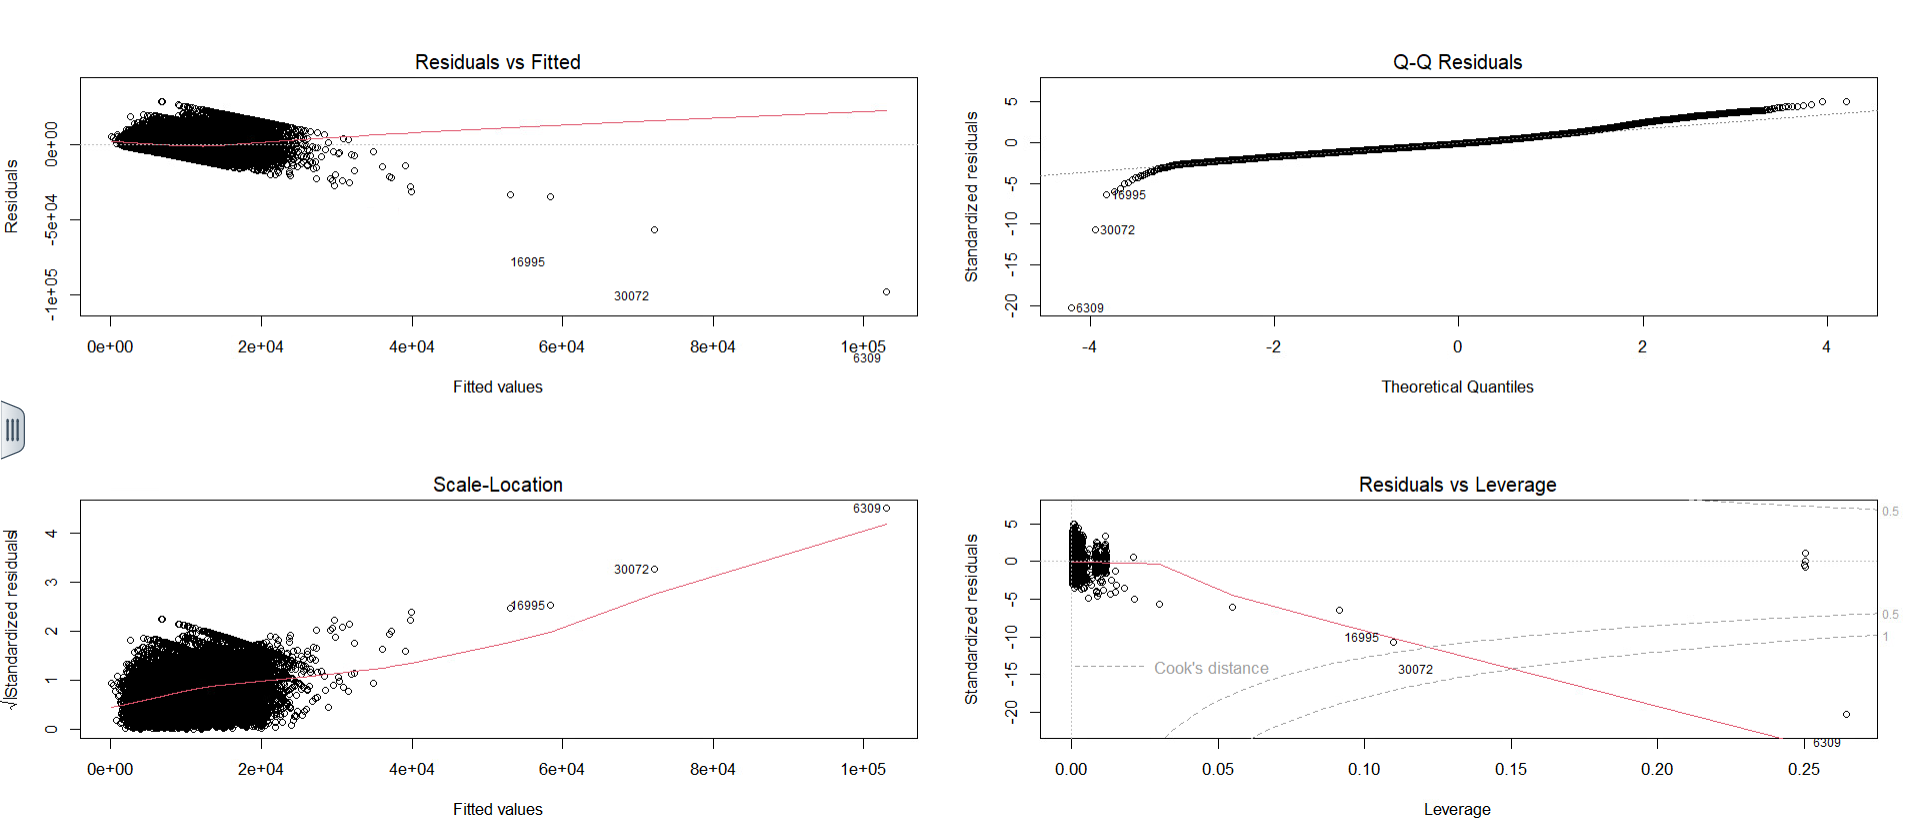 Residuals vs Fitted
Residuals
0e+00
-5e+04
-1e+05
16995
30072
6309
0e+00 2e+04 4e+04 6e+04 8e+04 1e+05
Fitted values
Q-Q Residuals
Standardized residuals
5
0
-5
-10
-15
-20
16995
30072
6309
-4 -2 0 2 4
Theoretical Quantiles
Scale-Location
√|Standardized residuals|
4
3
2
1
0
6309
30072
16995
0e+00 2e+04 4e+04 6e+04 8e+04 1e+05
Fitted values
Residuals vs Leverage
Standardized residuals
5
0
-5
-10
-15
-20
0.5
0.5
1
16995
30072
Cook's distance
6309
0.00 0.05 0.10 0.15 0.20 0.25
Leverage